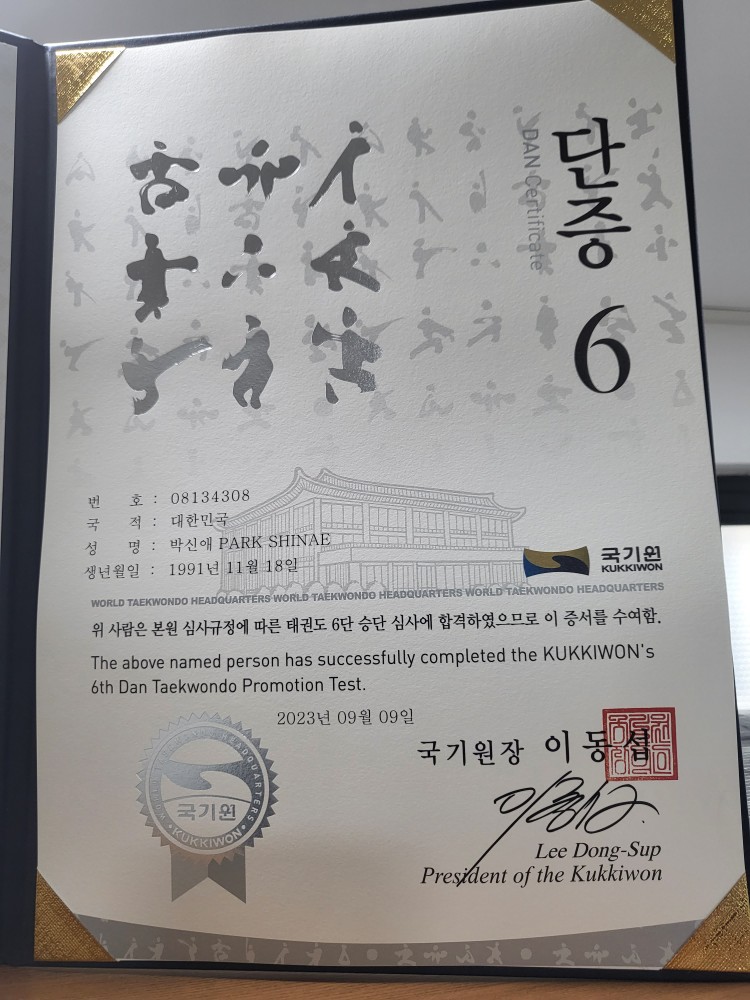 단증
DAN Certificate
6
번 호 : 08134308
국 적 : 대한민국
성 명 : 박신애 PARK SHINAE
생년월일 : 1991년 11월 18일
국기원
KUKKIWON
WORLD TAEKWONDO HEADQUARTERS WORLD TAEKWONDO HEADQUARTERS WORLD TAEKWONDO HEADQUARTERS
위 사람은 본원 심사규정에 따른 태권도 6단 승단 심사에 합격하였으므로 이 증서를 수여함.
The above named person has successfully completed the KUKKIWON's
6th Dan Taekwondo Promotion Test.
2023년 09월 09일
국기원장 이동섭
Lee Dong-Sup
President of the Kukkiwon
WORLD TAEKWONDO HEADQUARTERS
국기원
KUKKIWON